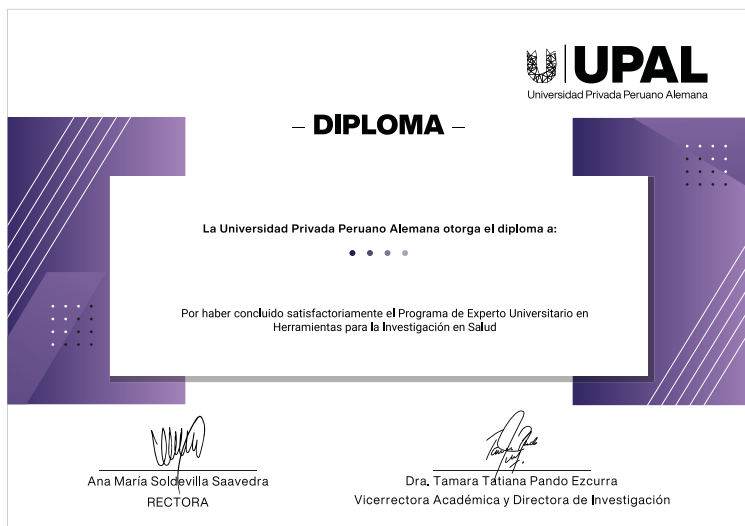 UPAL
Universidad Privada Peruano Alemana
– DIPLOMA –
La Universidad Privada Peruano Alemana otorga el diploma a:
Por haber concluido satisfactoriamente el Programa de Experto Universitario en
Herramientas para la Investigación en Salud
Ana María Soldevilla Saavedra
RECTORA
Dra. Tamara Tatiana Pando Ezcurra
Vicerrectora Académica y Directora de Investigación